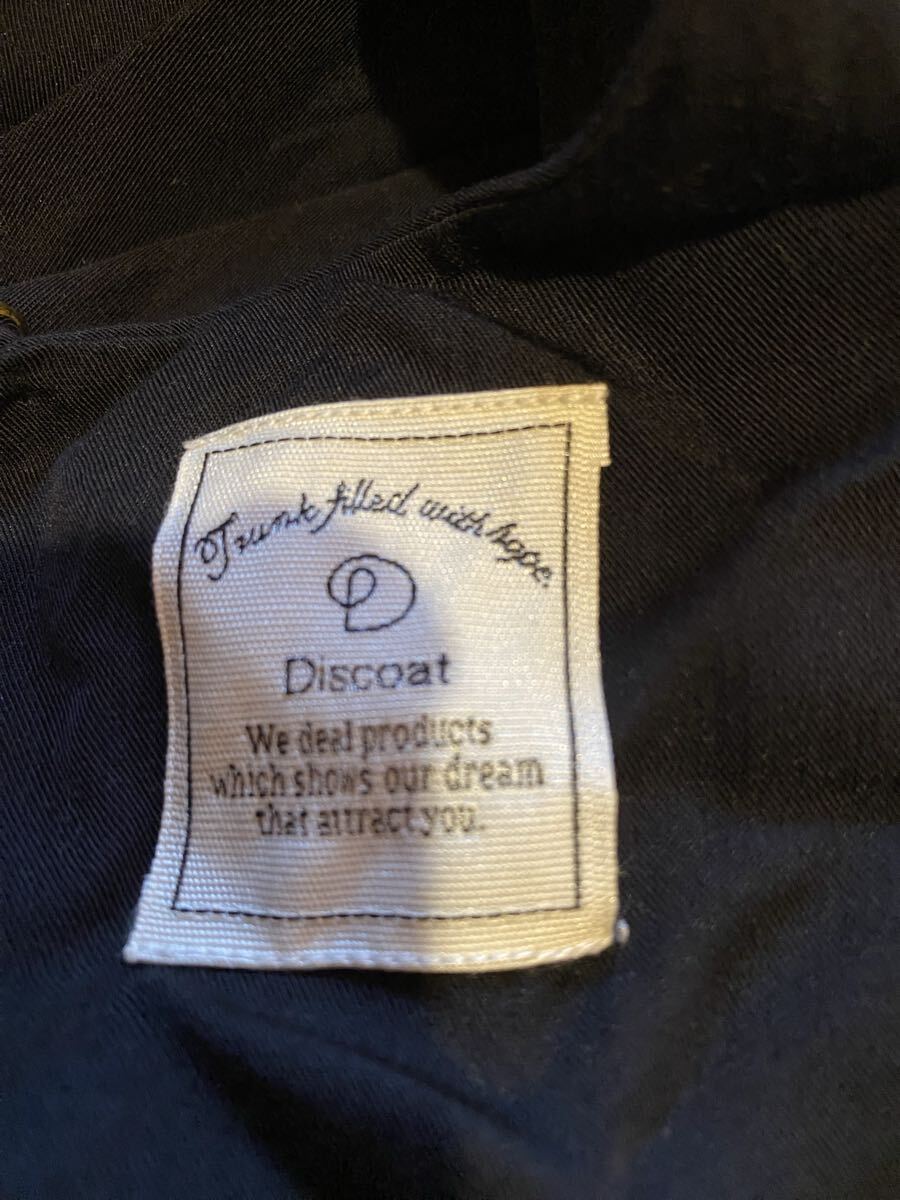 Trunk filled with hope.
D
Discoat
We deal products
which shows our dream
that attract you.